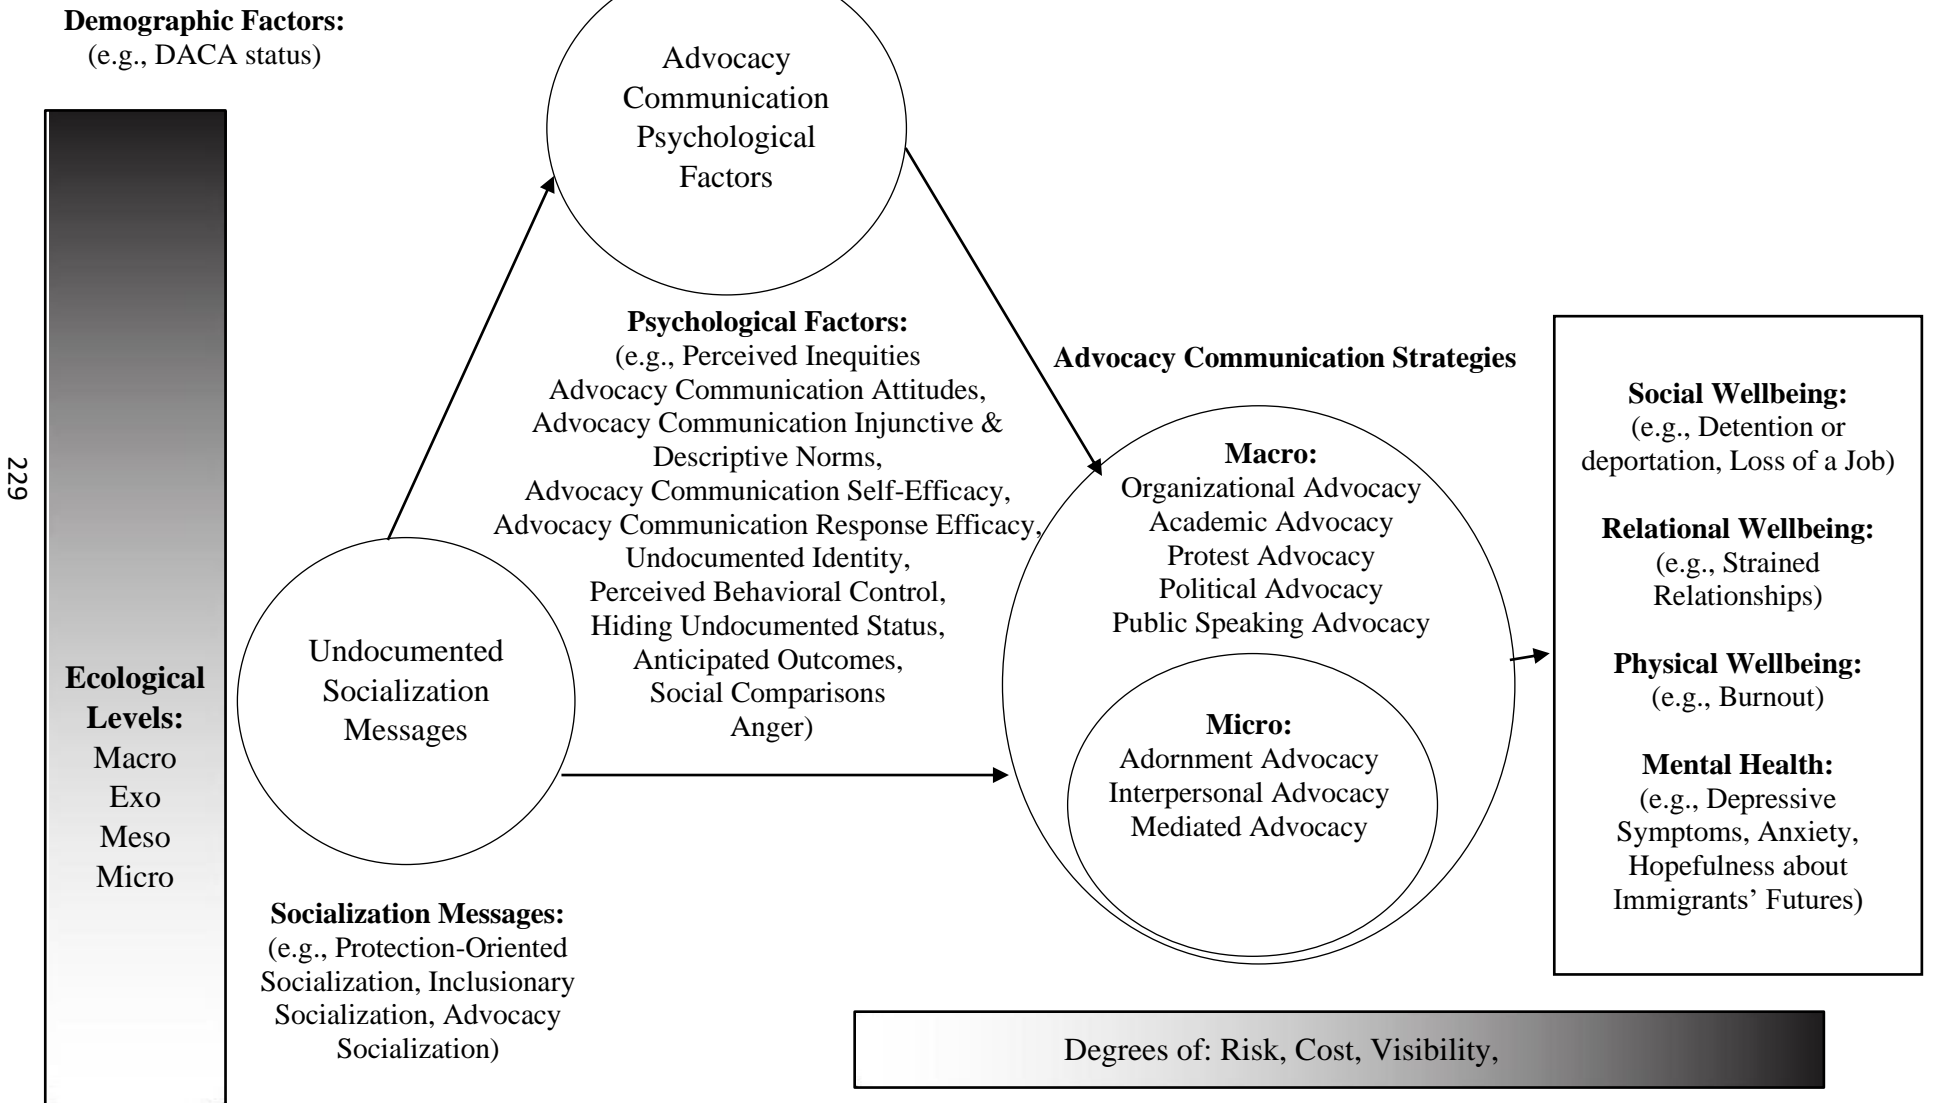 Demographic Factors:
(e.g., DACA status)
229
Ecological
Levels:
Macro
Exo
Meso
Micro
Undocumented
Socialization
Messages
Socialization Messages:
(e.g., Protection-Oriented
Socialization, Inclusionary
Socialization, Advocacy
Socialization)
Advocacy
Communication
Psychological
Factors
Psychological Factors:
(e.g., Perceived Inequities
Advocacy Communication Attitudes,
Advocacy Communication Injunctive &
Descriptive Norms,
Advocacy Communication Self-Efficacy,
Advocacy Communication Response Efficacy,
Undocumented Identity,
Perceived Behavioral Control,
Hiding Undocumented Status,
Anticipated Outcomes,
Social Comparisons
Anger)
Advocacy Communication Strategies
Macro:
Organizational Advocacy
Academic Advocacy
Protest Advocacy
Political Advocacy
Public Speaking Advocacy
Micro:
Adornment Advocacy
Interpersonal Advocacy
Mediated Advocacy
Social Wellbeing:
(e.g., Detention or
deportation, Loss of a Job)
Relational Wellbeing:
(e.g., Strained
Relationships)
Physical Wellbeing:
(e.g., Burnout)
Mental Health:
(e.g., Depressive
Symptoms, Anxiety,
Hopefulness about
Immigrants’ Futures)
Degrees of: Risk, Cost, Visibility,